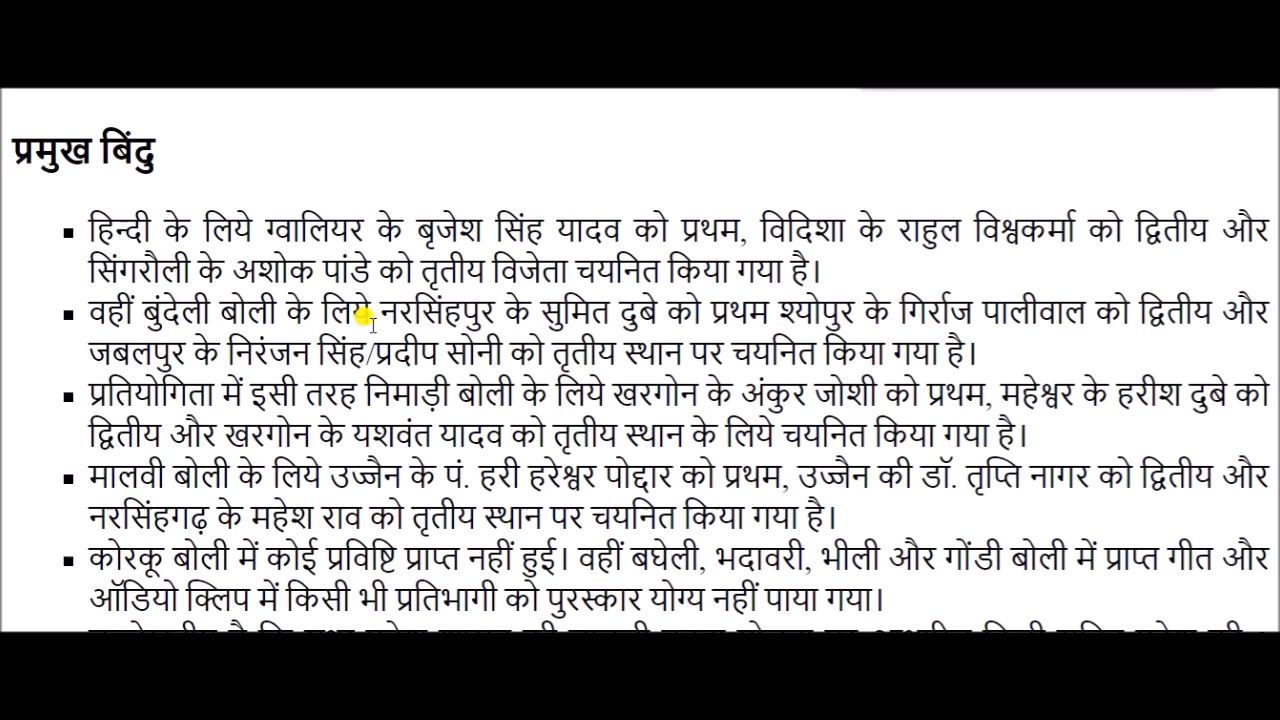 प्रमुख बिंदु
हिन्दी के लिये ग्वालियर के बृजेश सिंह यादव को प्रथम, विदिशा के राहुल विश्वकर्मा को द्वितीय और
सिंगरौली के अशोक पांडे को तृतीय विजेता चयनित किया गया है।
वहीं बुंदेली बोली के लिये नरसिंहपुर के सुमित दुबे को प्रथम श्योपुर के गिर्राज पालीवाल को द्वितीय और
जबलपुर के निरंजन सिंह/प्रदीप सोनी को तृतीय स्थान पर चयनित किया गया है।
प्रतियोगिता में इसी तरह निमाड़ी बोली के लिये खरगोन के अंकुर जोशी को प्रथम, महेश्वर के हरीश दुबे को
द्वितीय और खरगोन के यशवंत यादव को तृतीय स्थान के लिये चयनित किया गया है।
मालवी बोली के लिये उज्जैन के पं. हरी हरेश्वर पोद्दार को प्रथम, उज्जैन की डॉ. तृप्ति नागर को द्वितीय और
नरसिंहगढ़ के महेश राव को तृतीय स्थान पर चयनित किया गया है।
कोरकू बोली में कोई प्रविष्टि प्राप्त नहीं हुई। वहीं बघेली, भदावरी, भीली और गोंडी बोली में प्राप्त गीत और
ऑडियो क्लिप में किसी भी प्रतिभागी को पुरस्कार योग्य नहीं पाया गया।